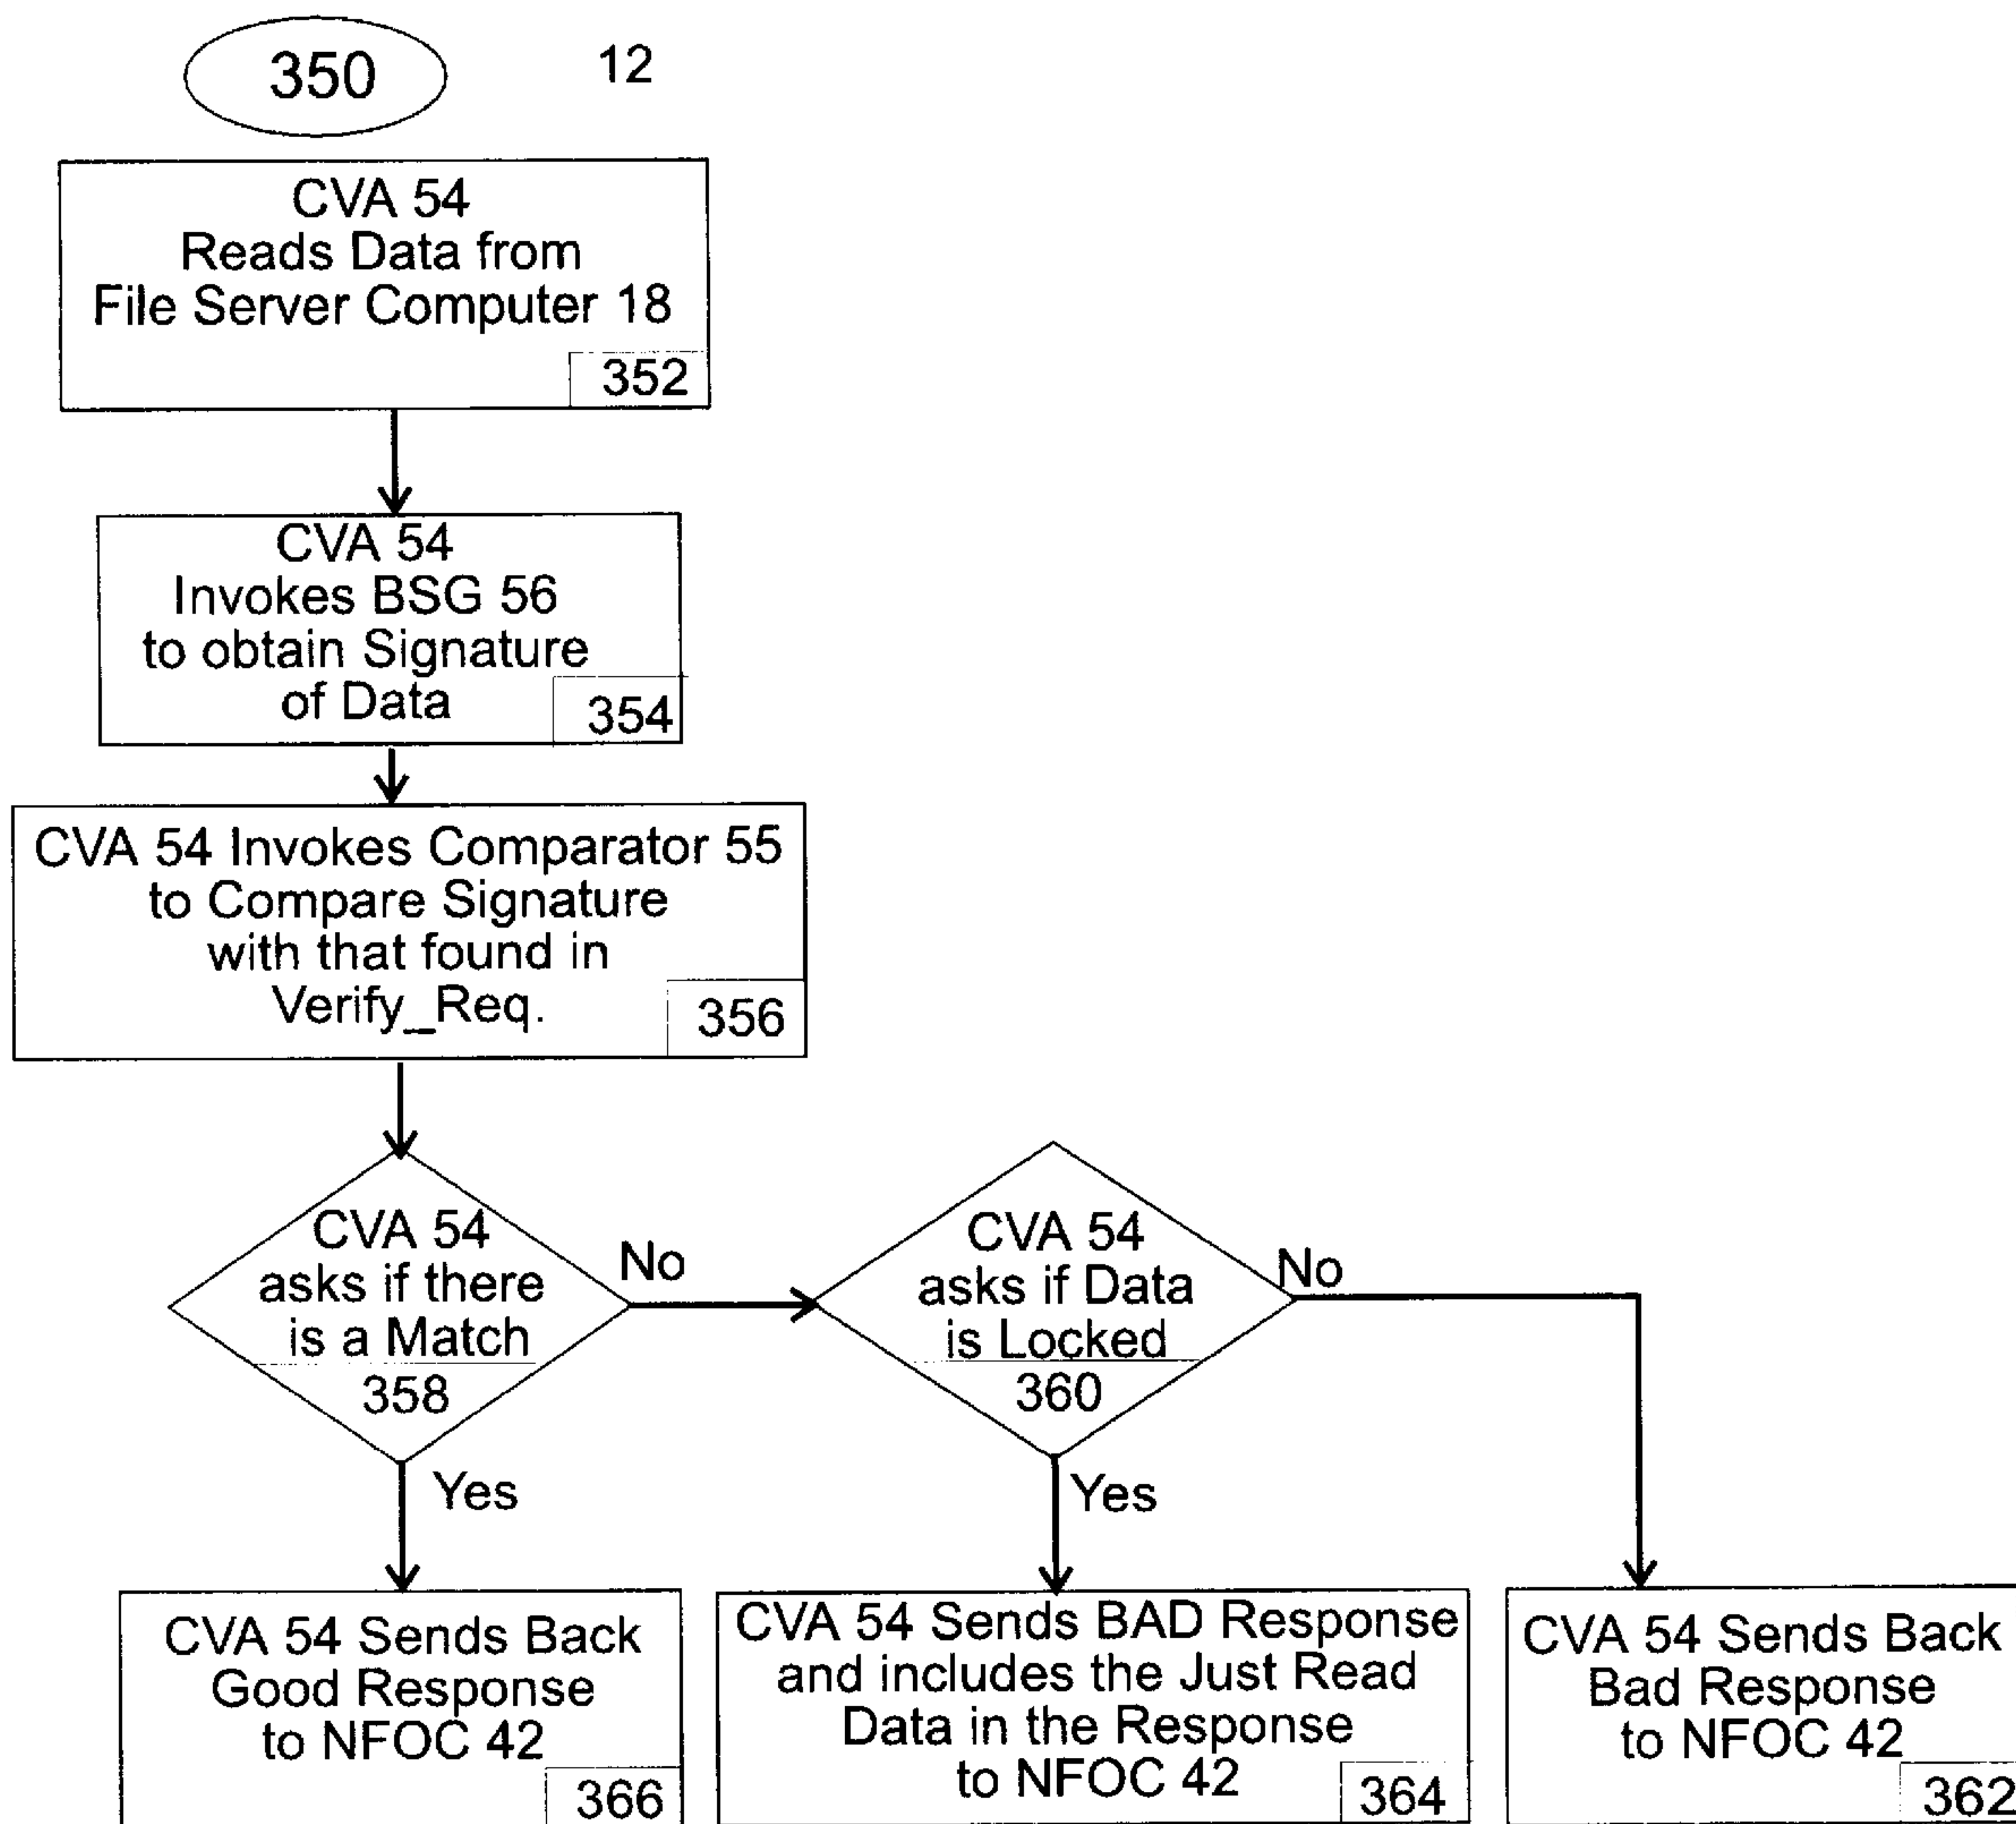 350
12
CVA 54
Reads Data from
File Server Computer 18
352
CVA 54
Invokes BSG 56
to obtain Signature
of Data
354
CVA 54 Invokes Comparator 55
to Compare Signature
with that found in
Verify_Req.
356
CVA 54
asks if there
is a Match
358
No
CVA 54
asks if Data
is Locked
360
No
Yes
Yes
CVA 54 Sends Back
Good Response
to NFOC 42
366
CVA 54 Sends BAD Response
and includes the Just Read
Data in the Response
to NFOC 42
364
CVA 54 Sends Back
Bad Response
to NFOC 42
362